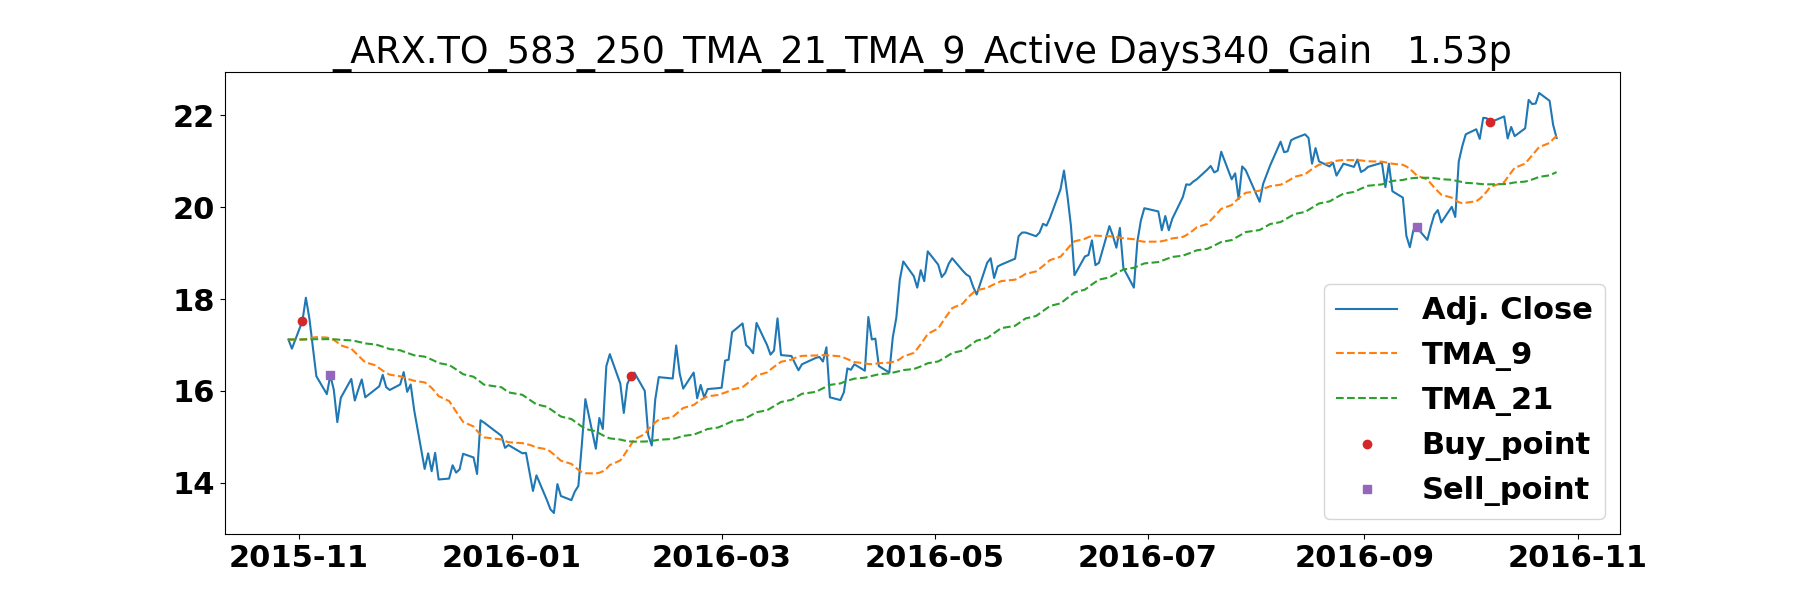 _ARX.TO_583_250_TMA_21_TMA_9_Active Days340_Gain   1.53p
22
20
18
16
14
Adj. Close
TMA_9
TMA_21
Buy_point
Sell_point
2015-11 2016-01 2016-03 2016-05 2016-07 2016-09 2016-11